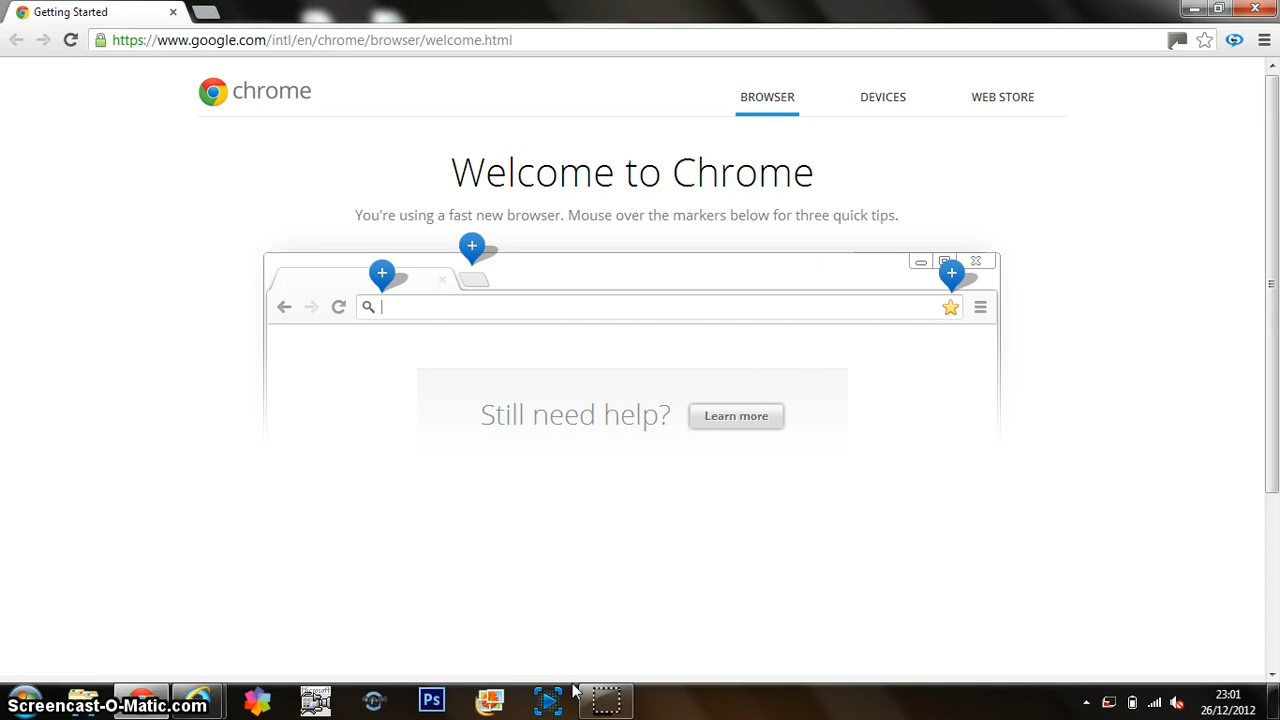 Getting Started
https://www.google.com/intl/en/chrome/browser/welcome.html
chrome
BROWSER
DEVICES
WEB STORE
Welcome to Chrome
You're using a fast new browser. Mouse over the markers below for three quick tips.
Still need help?
Learn more
Ps
Screencast-O-Matic.com
23:01
26/12/2012